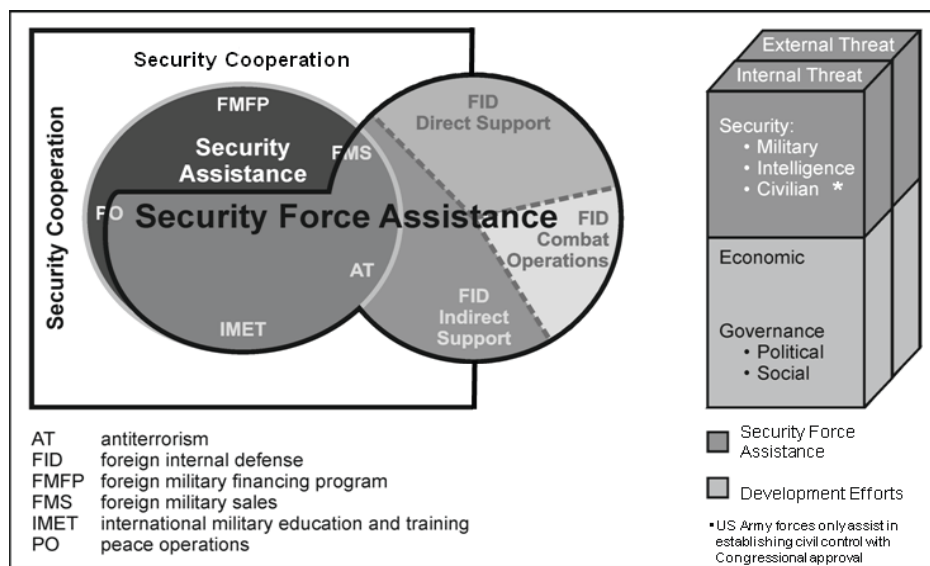 Security Cooperation
Security Cooperation
FMFP
Security
Assistance
FMS
PO
Security Force Assistance
AT
IMET
FID
Direct Support
FID
Combat
Operations
FID
Indirect
Support
External Threat
Internal Threat
Security:
• Military
• Intelligence
• Civilian *
Economic
Governance
• Political
• Social
Security Force
Assistance
Development Efforts
*US Army forces only assist in
establishing civil control with
Congressional approval
AT antiterrorism
FID foreign internal defense
FMFP foreign military financing program
FMS foreign military sales
IMET international military education and training
PO peace operations